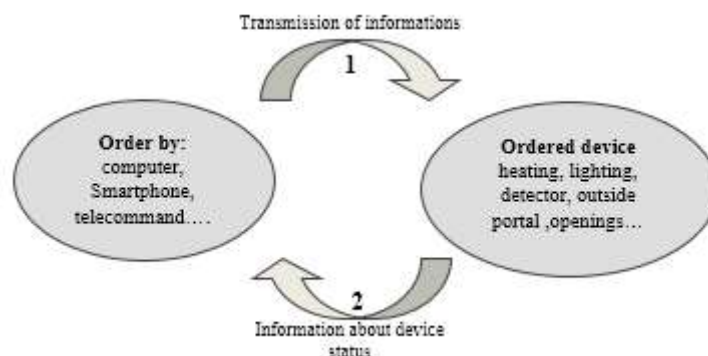 Transmission of informations
1
Order by:
computer,
Smartphone,
telecommand….
Ordered device
heating, lighting,
detector, outside
portal ,openings…
2
Information about device
status